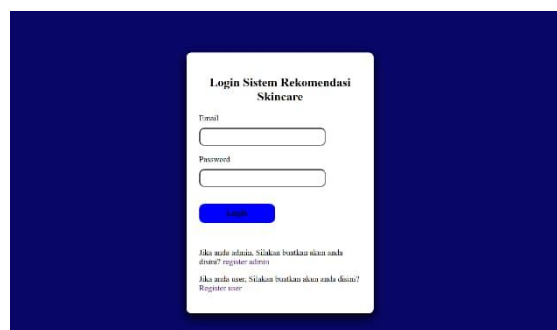 Login Sistem Rekomendasi
Skincare
Email
Password
Login
Jika anda admin, Silakan buatkan akun anda
disini? register admin
Jika anda user, Silakan buatkan akun anda disini?
Register user